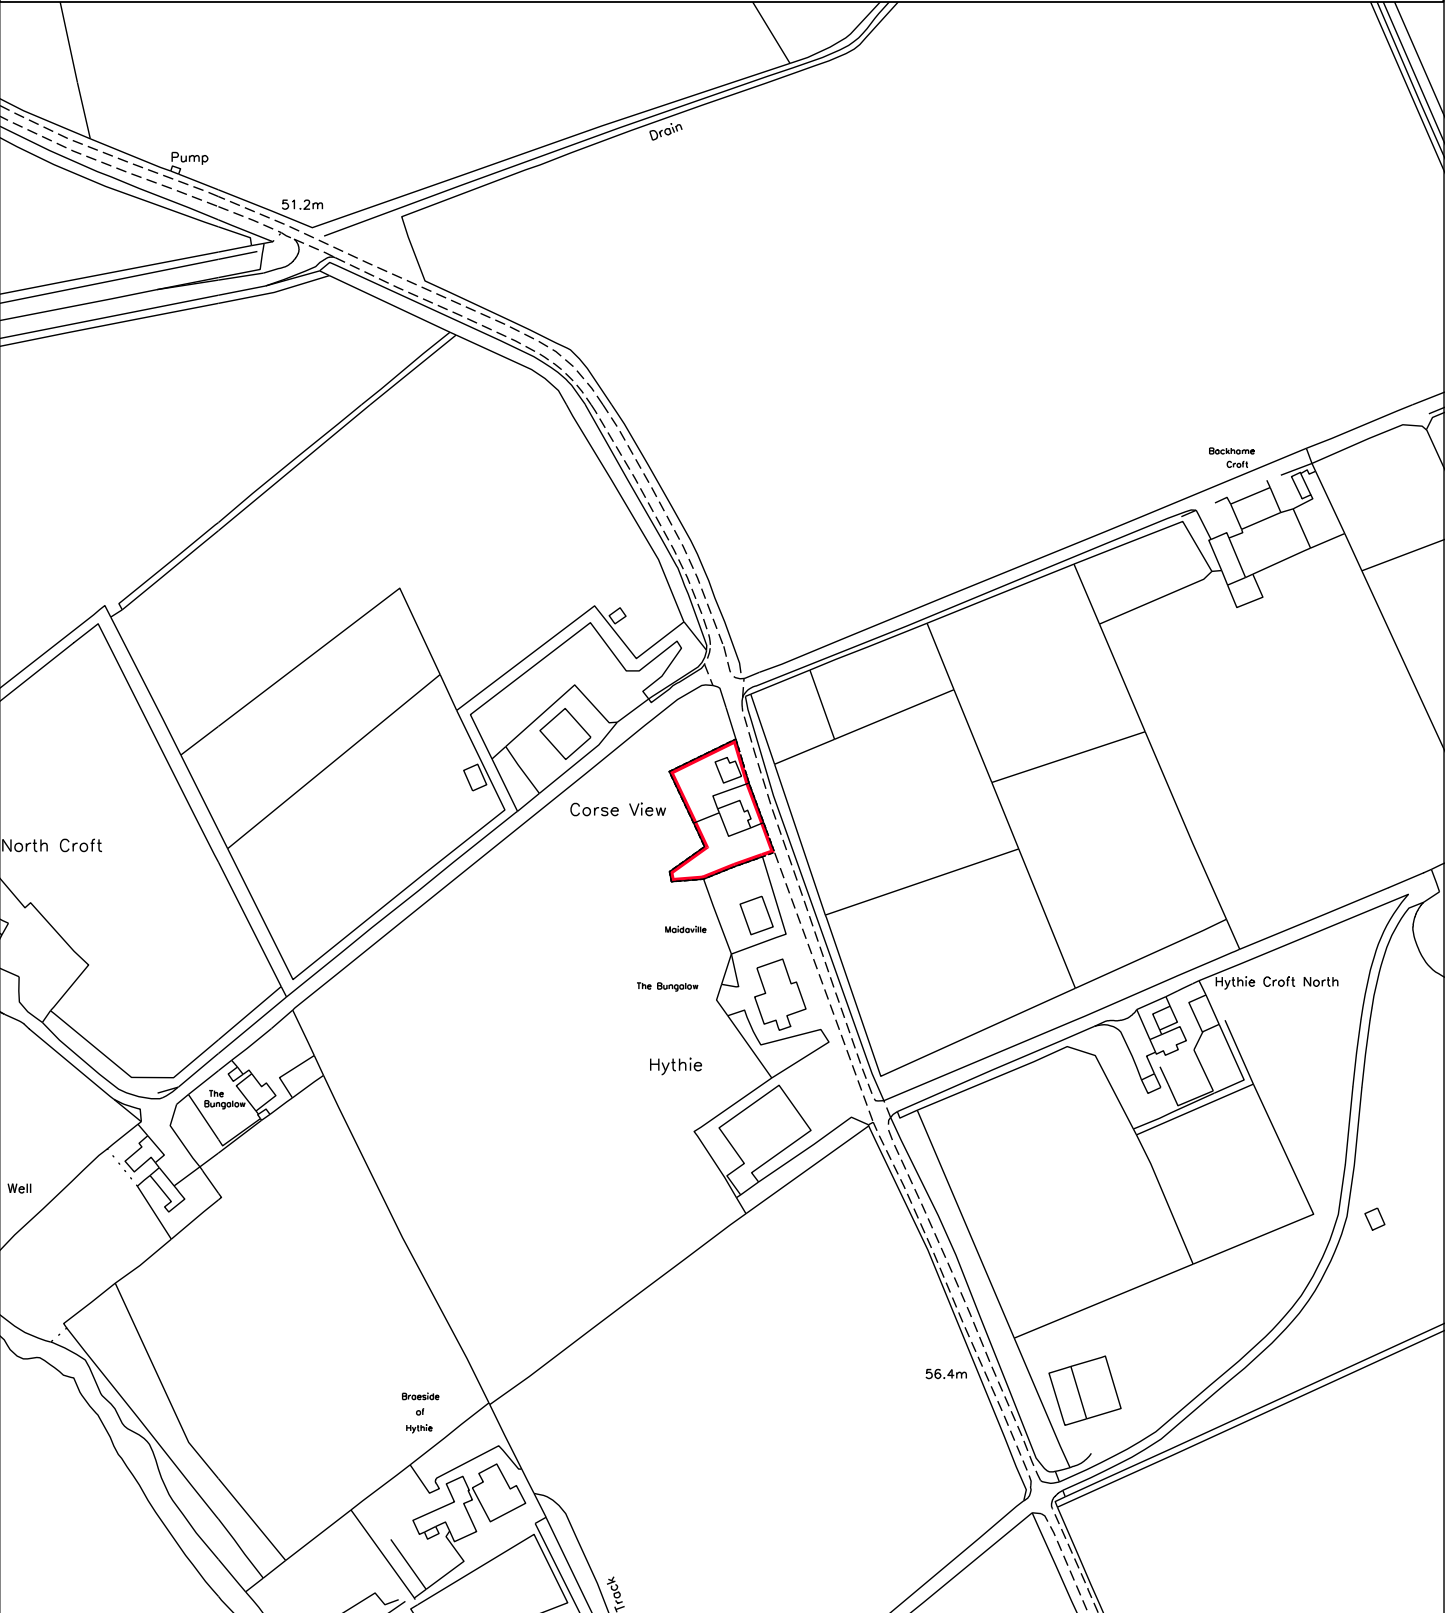 Drain
Pump
51.2m
Backhome
Croft
Corse View
North Croft
Maidaville
The Bungalow
Hythie Croft North
Hythie
The
Bungalow
Well
56.4m
Braeside
of
Hythie
Track